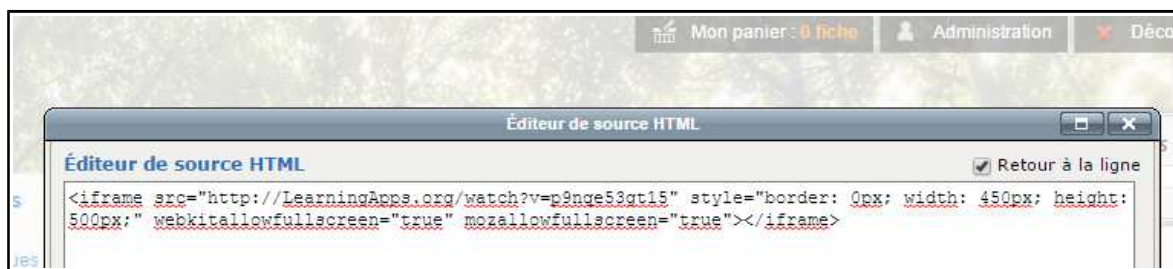 Mon panier : 0 fiche Administration Déco
Éditeur de source HTML
Éditeur de source HTML Retour à la ligne
<iframe src="http://LearningApps.org/watch?v=p9nqe53gt15" style="border: 0px; width: 450px; height:
500px;" webkitallowfullscreen="true" mozallowfullscreen="true"></iframe>